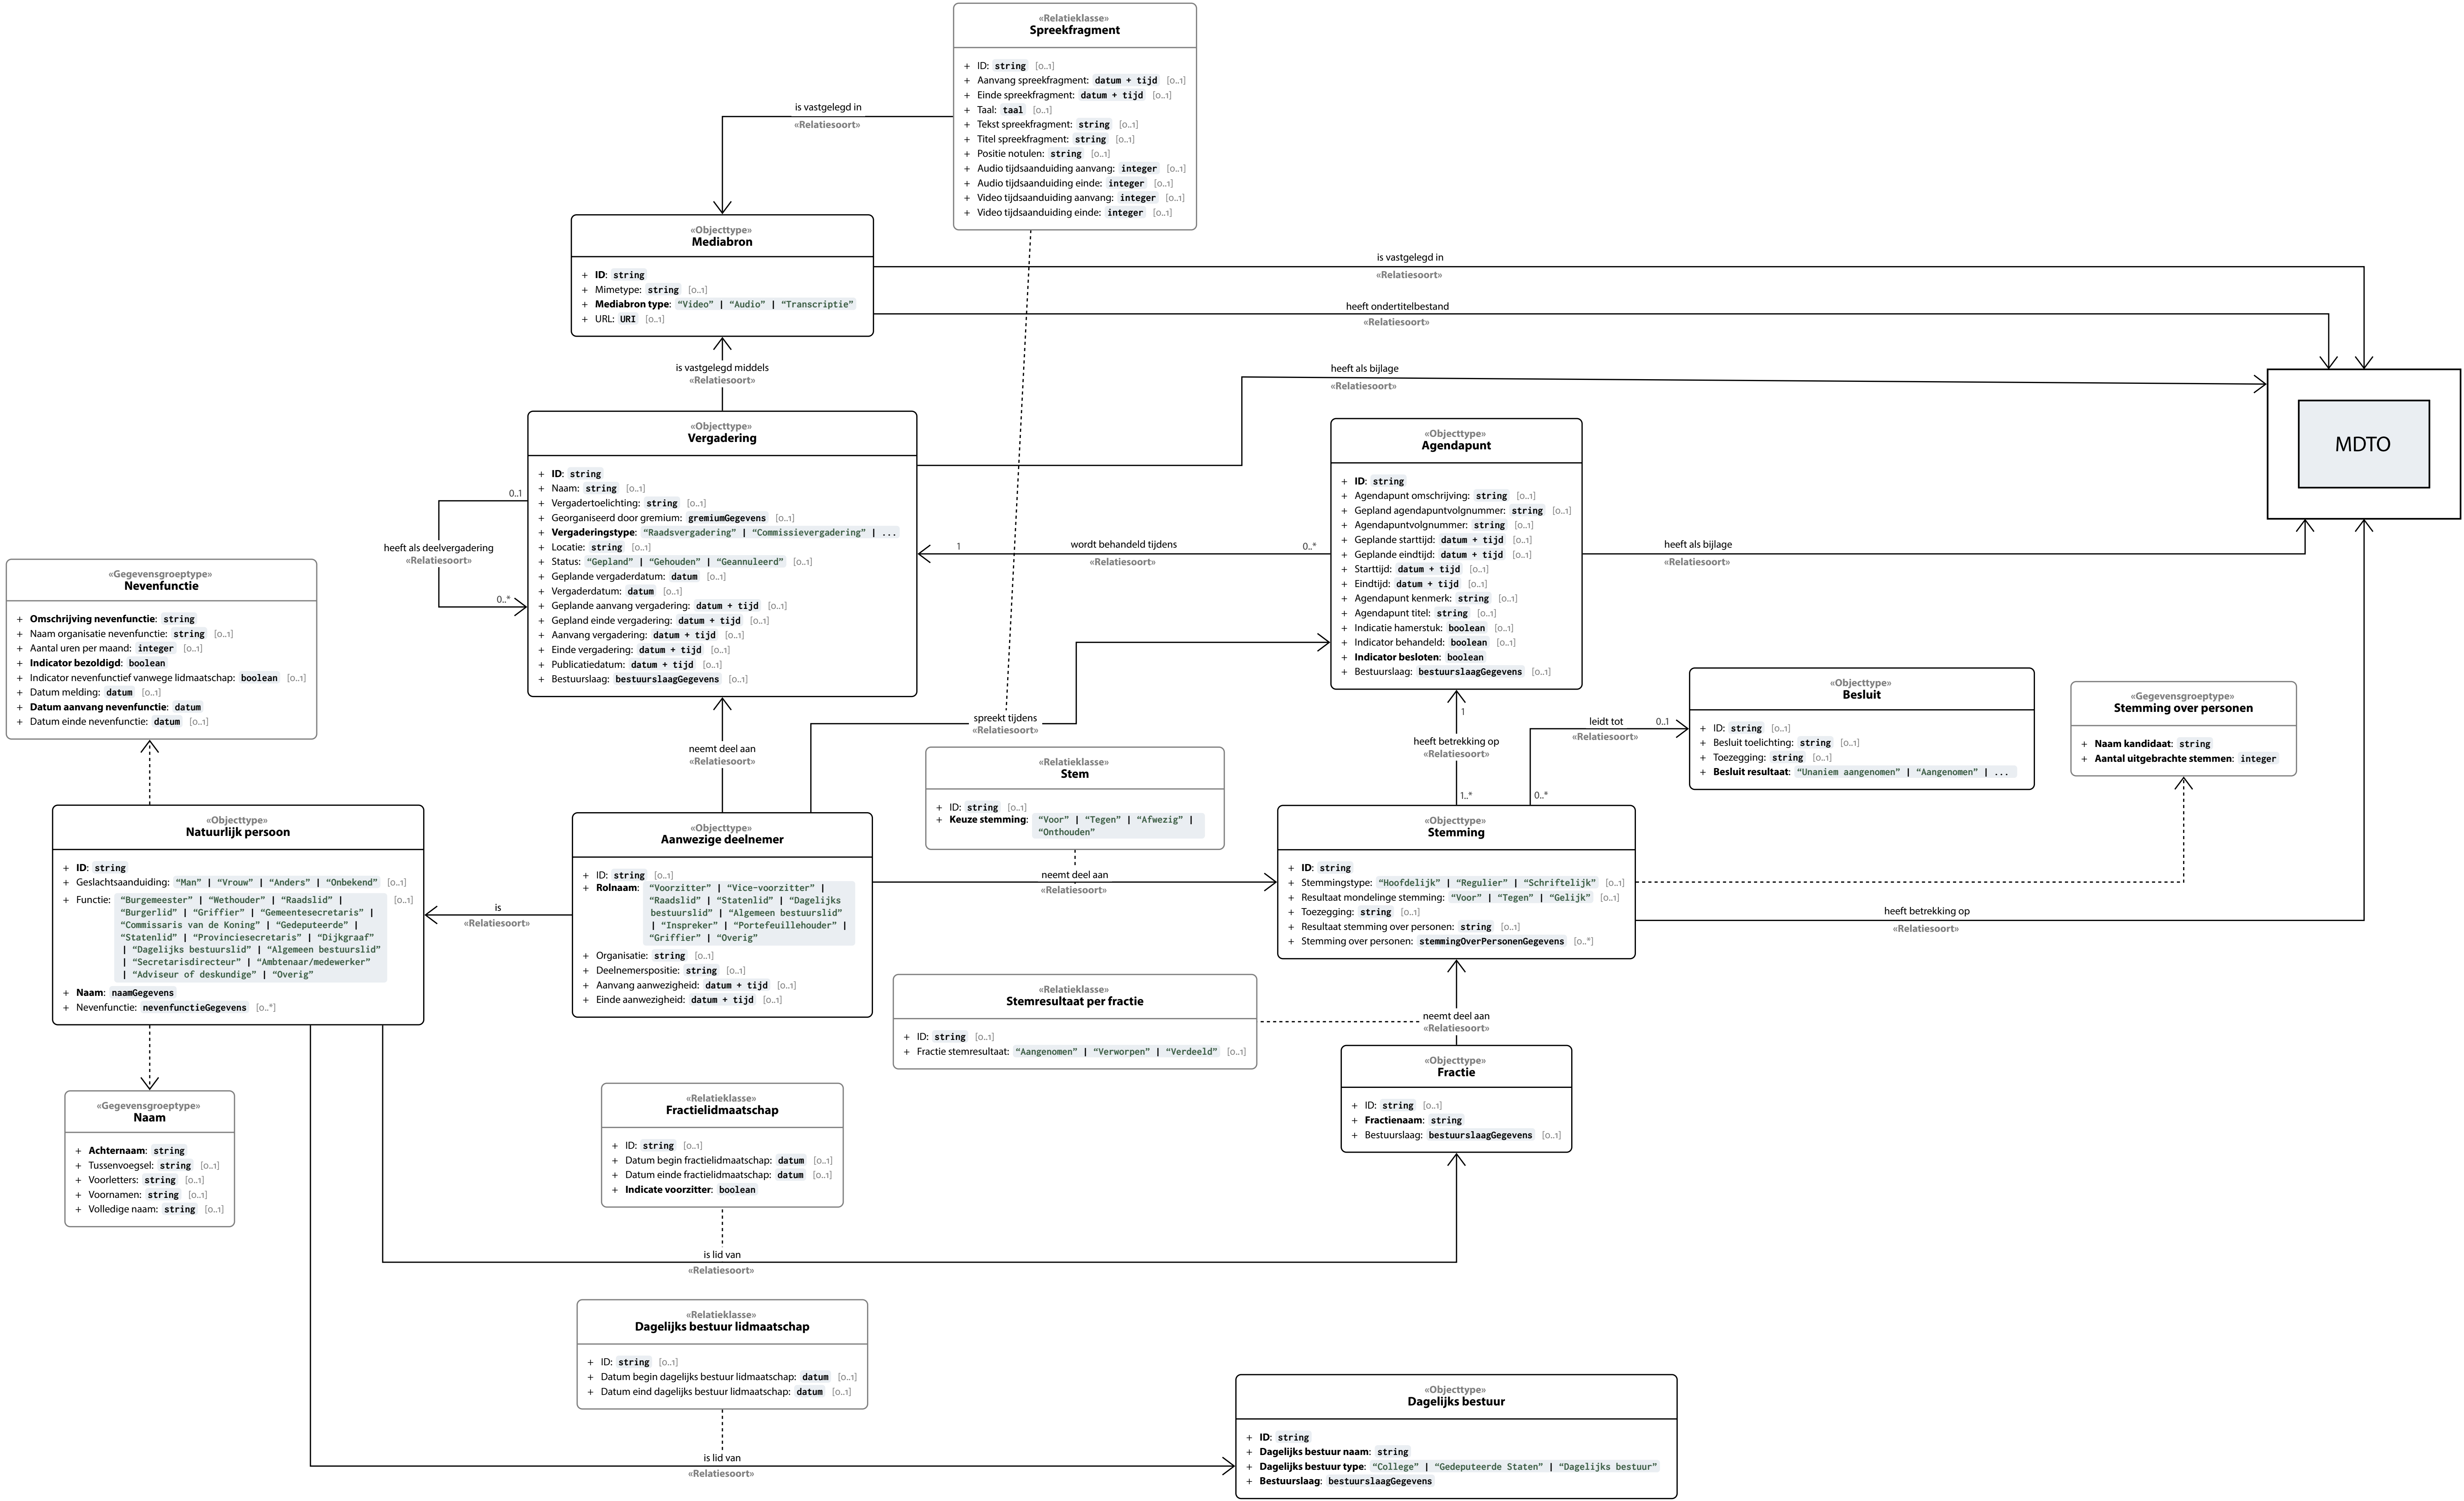 «Relatieklasse»
Spreekfragment
+ ID: string [0..1]
+ Aanvang spreekfragment: datum + tijd [0..1]
+ Einde spreekfragment: datum + tijd [0..1]
+ Taal: taal [0..1]
+ Tekst spreekfragment: string [0..1]
+ Titel spreekfragment: string [0..1]
+ Positie notulen: string [0..1]
+ Audio tijdsaanduiding aanvang: integer [0..1]
+ Audio tijdsaanduiding einde: integer [0..1]
+ Video tijdsaanduiding aanvang: integer [0..1]
+ Video tijdsaanduiding einde: integer [0..1]
is vastgelegd in
«Relatiesoort»
«Objecttype»
Mediabron
+ ID: string
+ Mimetype: string [0..1]
+ Mediabron type: “Video” | “Audio” | “Transcriptie”
+ URL: URI [0..1]
is vastgelegd in
«Relatiesoort»
heeft ondertitelbestand
«Relatiesoort»
is vastgelegd middels
«Relatiesoort»
heeft als bijlage
«Relatiesoort»
MDTO
«Objecttype»
Vergadering
+ ID: string
+ Naam: string [0..1]
+ Vergadertoelichting: string [0..1]
+ Georganiseerd door gremium: gremiumGegevens [0..1]
+ Vergaderingstype: “Raadsvergadering” | “Commissievergadering” | ...
+ Locatie: string [0..1]
+ Status: “Gepland” | “Gehouden” | “Geannuleerd” [0..1]
+ Geplande vergaderdatum: datum [0..1]
+ Vergaderdatum: datum [0..1]
+ Geplande aanvang vergadering: datum + tijd [0..1]
+ Gepland einde vergadering: datum + tijd [0..1]
+ Aanvang vergadering: datum + tijd [0..1]
+ Einde vergadering: datum + tijd [0..1]
+ Publicatiedatum: datum + tijd [0..1]
+ Bestuurslaag: bestuurslaagGegevens [0..1]
0..1
heeft als deelvergadering
«Relatiesoort»
0..*
1
wordt behandeld tijdens
«Relatiesoort»
0..*
«Objecttype»
Agendapunt
+ ID: string
+ Agendapunt omschrijving: string [0..1]
+ Gepland agendapuntvolgnummer: string [0..1]
+ Agendapuntvolgnummer: string [0..1]
+ Geplande starttijd: datum + tijd [0..1]
+ Geplande eindtijd: datum + tijd [0..1]
+ Starttijd: datum + tijd [0..1]
+ Eindtijd: datum + tijd [0..1]
+ Agendapunt kenmerk: string [0..1]
+ Agendapunt titel: string [0..1]
+ Indicatie hamerstuk: boolean [0..1]
+ Indicator behandeld: boolean [0..1]
+ Indicator besloten: boolean
+ Bestuurslaag: bestuurslaagGegevens [0..1]
heeft als bijlage
«Relatiesoort»
«Gegevensgroeptype»
Nevenfunctie
+ Omschrijving nevenfunctie: string
+ Naam organisatie nevenfunctie: string [0..1]
+ Aantal uren per maand: integer [0..1]
+ Indicator bezoldigd: boolean
+ Indicator nevenfunctief vanwege lidmaatschap: boolean [0..1]
+ Datum melding: datum [0..1]
+ Datum aanvang nevenfunctie: datum
+ Datum einde nevenfunctie: datum [0..1]
neemt deel aan
«Relatiesoort»
spreekt tijdens
«Relatiesoort»
1
heeft betrekking op
«Relatiesoort»
1..*
leidt tot
«Relatiesoort»
0..1
0..*
«Objecttype»
Besluit
+ ID: string [0..1]
+ Besluit toelichting: string [0..1]
+ Toezegging: string [0..1]
+ Besluit resultaat: “Unaniem aangenomen” | “Aangenomen” | ...
«Gegevensgroeptype»
Stemming over personen
+ Naam kandidaat: string
+ Aantal uitgebrachte stemmen: integer
«Relatieklasse»
Stem
+ ID: string [0..1]
+ Keuze stemming: “Voor” | “Tegen” | “Afwezig” |
“Onthouden”
«Objecttype»
Natuurlijk persoon
+ ID: string
+ Geslachtsaanduiding: “Man” | “Vrouw” | “Anders” | “Onbekend” [0..1]
+ Functie: “Burgemeester” | “Wethouder” | “Raadslid” | [0..1]
“Burgerlid” | “Griffier” | “Gemeentesecretaris” |
“Commissaris van de Koning” | “Gedeputeerde” |
“Statenlid” | “Provinciesecretaris” | “Dijkgraaf”
| “Dagelijks bestuurslid” | “Algemeen bestuurslid”
| “Secretarisdirecteur” | “Ambtenaar/medewerker”
| “Adviseur of deskundige” | “Overig”
+ Naam: naamGegevens
+ Nevenfunctie: nevenfunctieGegevens [0..*]
is
«Relatiesoort»
«Objecttype»
Aanwezige deelnemer
+ ID: string [0..1]
+ Rolnaam: “Voorzitter” | “Vice-voorzitter” |
“Raadslid” | “Statenlid” | “Dagelijks
bestuurslid” | “Algemeen bestuurslid”
| “Inspreker” | “Portefeuillehouder” |
“Griffier” | “Overig”
+ Organisatie: string [0..1]
+ Deelnemerspositie: string [0..1]
+ Aanvang aanwezigheid: datum + tijd [0..1]
+ Einde aanwezigheid: datum + tijd [0..1]
neemt deel aan
«Relatiesoort»
«Objecttype»
Stemming
+ ID: string
+ Stemmingstype: “Hoofdelijk” | “Regulier” | “Schriftelijk” [0..1]
+ Resultaat mondelinge stemming: “Voor” | “Tegen” | “Gelijk” [0..1]
+ Toezegging: string [0..1]
+ Resultaat stemming over personen: string [0..1]
+ Stemming over personen: stemmingOverPersonenGegevens [0..*]
heeft betrekking op
«Relatiesoort»
«Relatieklasse»
Stemresultaat per fractie
+ ID: string [0..1]
+ Fractie stemresultaat: “Aangenomen” | “Verworpen” | “Verdeeld” [0..1]
neemt deel aan
«Relatiesoort»
«Objecttype»
Fractie
+ ID: string [0..1]
+ Fractienaam: string
+ Bestuurslaag: bestuurslaagGegevens [0..1]
«Gegevensgroeptype»
Naam
+ Achternaam: string
+ Tussenvoegsel: string [0..1]
+ Voorletters: string [0..1]
+ Voornamen: string [0..1]
+ Volledige naam: string [0..1]
«Relatieklasse»
Fractielidmaatschap
+ ID: string [0..1]
+ Datum begin fractielidmaatschap: datum [0..1]
+ Datum einde fractielidmaatschap: datum [0..1]
+ Indicate voorzitter: boolean
is lid van
«Relatiesoort»
«Relatieklasse»
Dagelijks bestuur lidmaatschap
+ ID: string [0..1]
+ Datum begin dagelijks bestuur lidmaatschap: datum [0..1]
+ Datum eind dagelijks bestuur lidmaatschap: datum [0..1]
is lid van
«Relatiesoort»
«Objecttype»
Dagelijks bestuur
+ ID: string
+ Dagelijks bestuur naam: string
+ Dagelijks bestuur type: “College” | “Gedeputeerde Staten” | “Dagelijks bestuur”
+ Bestuurslaag: bestuurslaagGegevens